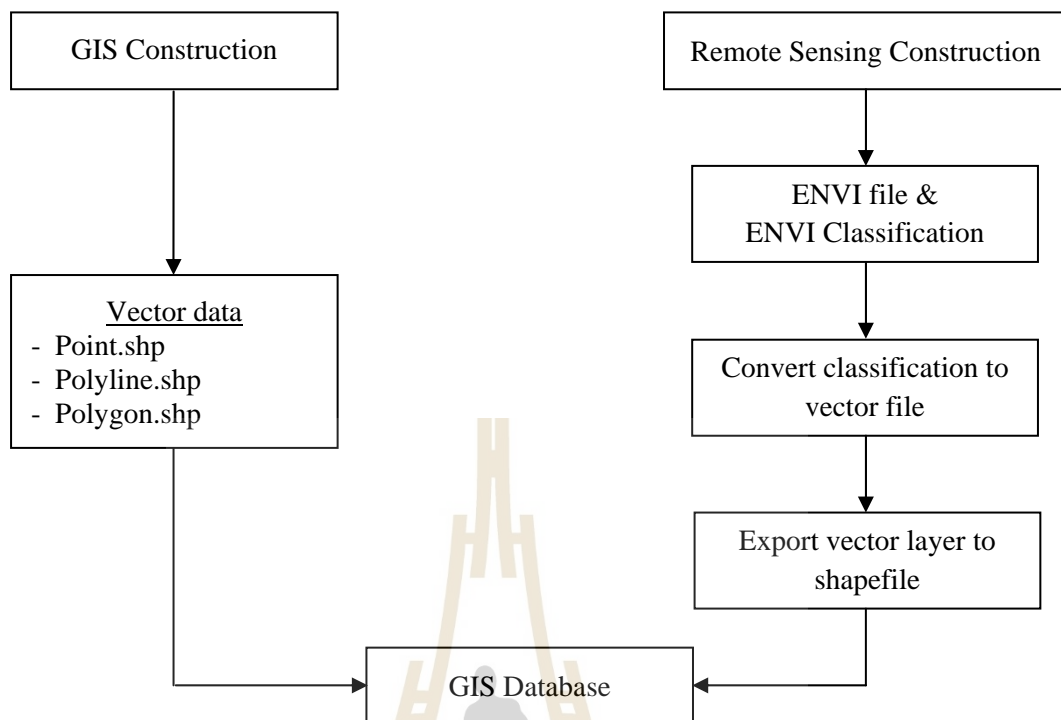 GIS Construction
Remote Sensing Construction
ENVI file &
ENVI Classification
Vector data
- Point.shp
- Polyline.shp
- Polygon.shp
Convert classification to
vector file
Export vector layer to
shapefile
GIS Database